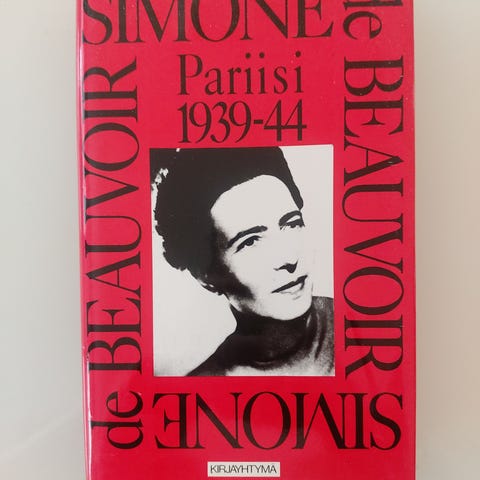 SIMONE
de BEAUVOIR
Pariisi
1939-44
SIMONE
de BEAUVOIR
KIRJAYHTYMÄ